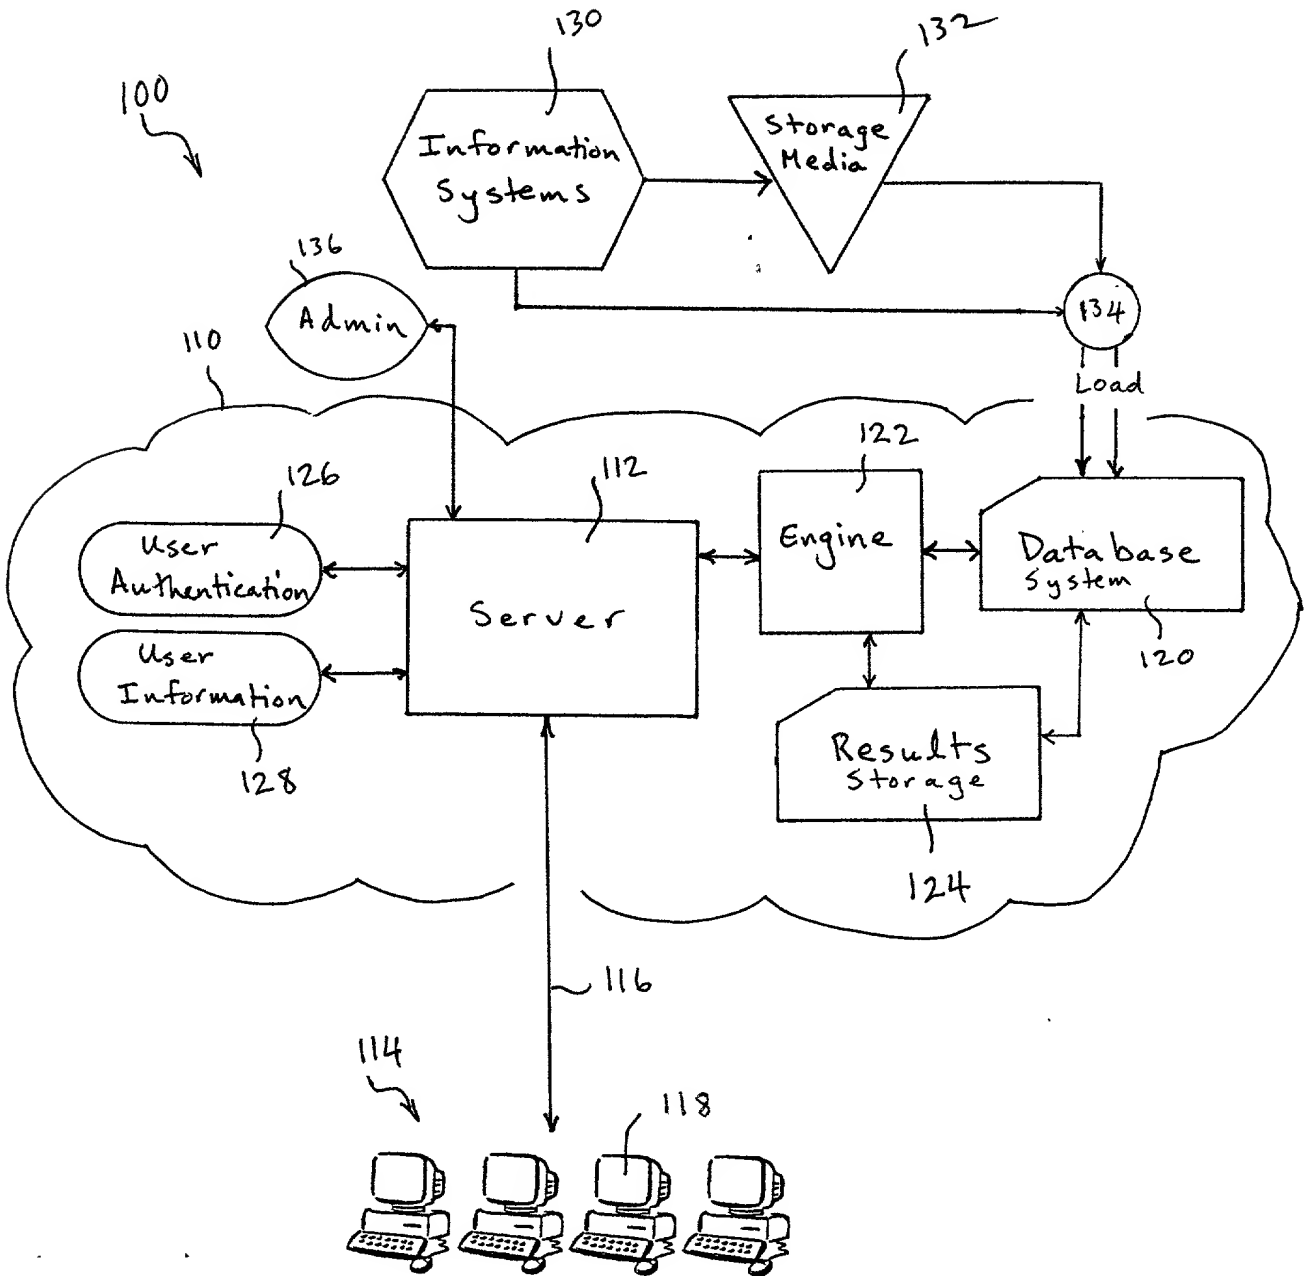 130
132
100
Information
Systems
Storage
Media
136
Admin
134
110
Load
122
126
112
User
Authentication
Engine
Database
System
Server
User
Information
120
128
Results
Storage
124
116
114
118